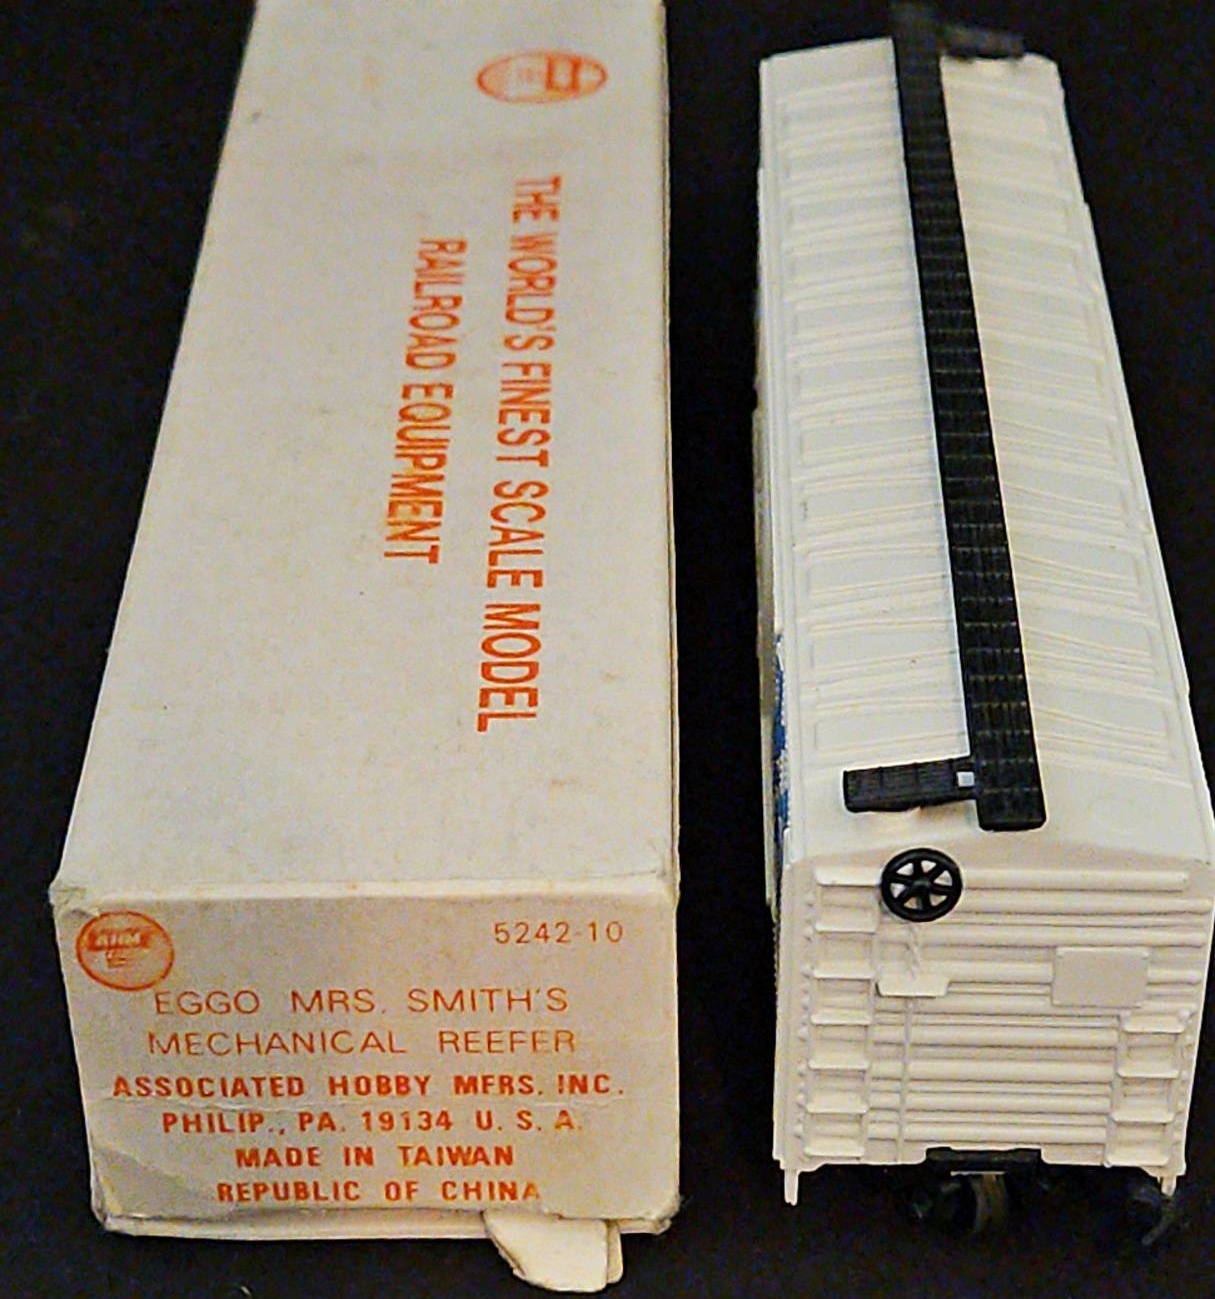 THE WORLD'S FINEST SCALE MODEL
RAILROAD EQUIPMENT
AHM
5242-10
EGGO MRS. SMITH'S
MECHANICAL REEFER
ASSOCIATED HOBBY MFRS. INC.
PHILIP., PA. 19134 U. S. A.
MADE IN TAIWAN
REPUBLIC OF CHINA